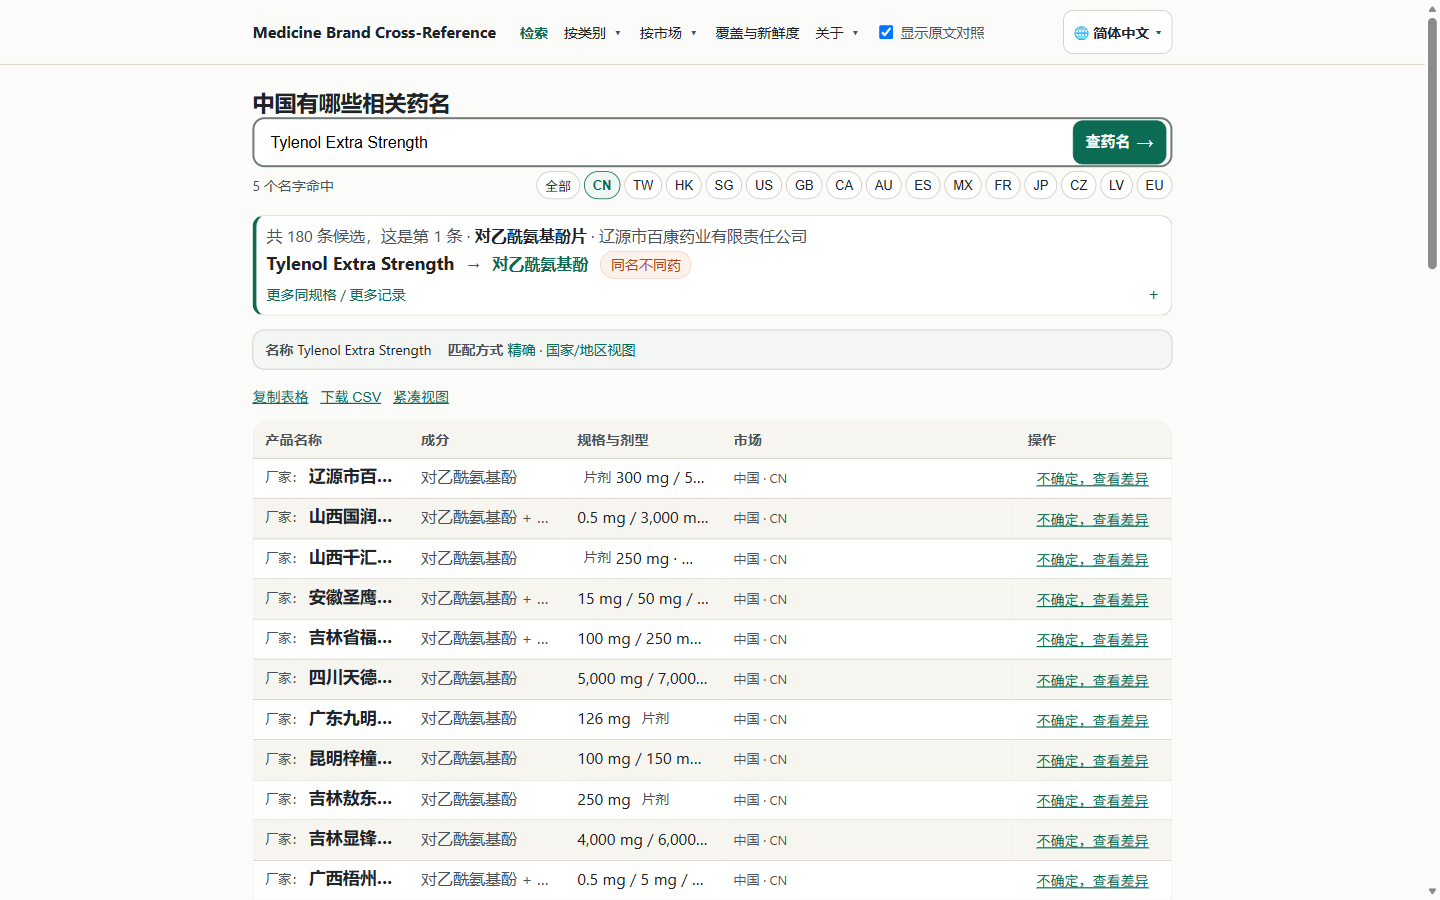 Medicine Brand Cross-Reference 检索 按类别 ▾ 按市场 ▾ 覆盖与新鲜度 关于 ▾ 显示原文对照 🌐 简体中文 ▾
中国有哪些相关药名
Tylenol Extra Strength 查药名 →
5 个名字命中 全部 CN TW HK SG US GB CA AU ES MX FR JP CZ LV EU
共 180 条候选，这是第 1 条 · 对乙酰氨基酚片 · 辽源市百康药业有限责任公司
Tylenol Extra Strength → 对乙酰氨基酚 同名不同药
更多同规格 / 更多记录 +
名称 Tylenol Extra Strength 匹配方式 精确 · 国家/地区视图
复制表格 下载 CSV 紧凑视图
产品名称 成分 规格与剂型 市场 操作
厂家： 辽源市百... 对乙酰氨基酚 片剂 300 mg / 5... 中国 · CN 不确定，查看差异
厂家： 山西国润... 对乙酰氨基酚 + ... 0.5 mg / 3,000 m... 中国 · CN 不确定，查看差异
厂家： 山西千汇... 对乙酰氨基酚 片剂 250 mg · ... 中国 · CN 不确定，查看差异
厂家： 安徽圣鹰... 对乙酰氨基酚 + ... 15 mg / 50 mg / ... 中国 · CN 不确定，查看差异
厂家： 吉林省福... 对乙酰氨基酚 + ... 100 mg / 250 m... 中国 · CN 不确定，查看差异
厂家： 四川天德... 对乙酰氨基酚 5,000 mg / 7,000... 中国 · CN 不确定，查看差异
厂家： 广东九明... 对乙酰氨基酚 126 mg 片剂 中国 · CN 不确定，查看差异
厂家： 昆明梓橦... 对乙酰氨基酚 100 mg / 150 m... 中国 · CN 不确定，查看差异
厂家： 吉林敖东... 对乙酰氨基酚 250 mg 片剂 中国 · CN 不确定，查看差异
厂家： 吉林显锋... 对乙酰氨基酚 4,000 mg / 6,000... 中国 · CN 不确定，查看差异
厂家： 广西梧州... 对乙酰氨基酚 + ... 0.5 mg / 5 mg / ... 中国 · CN 不确定，查看差异